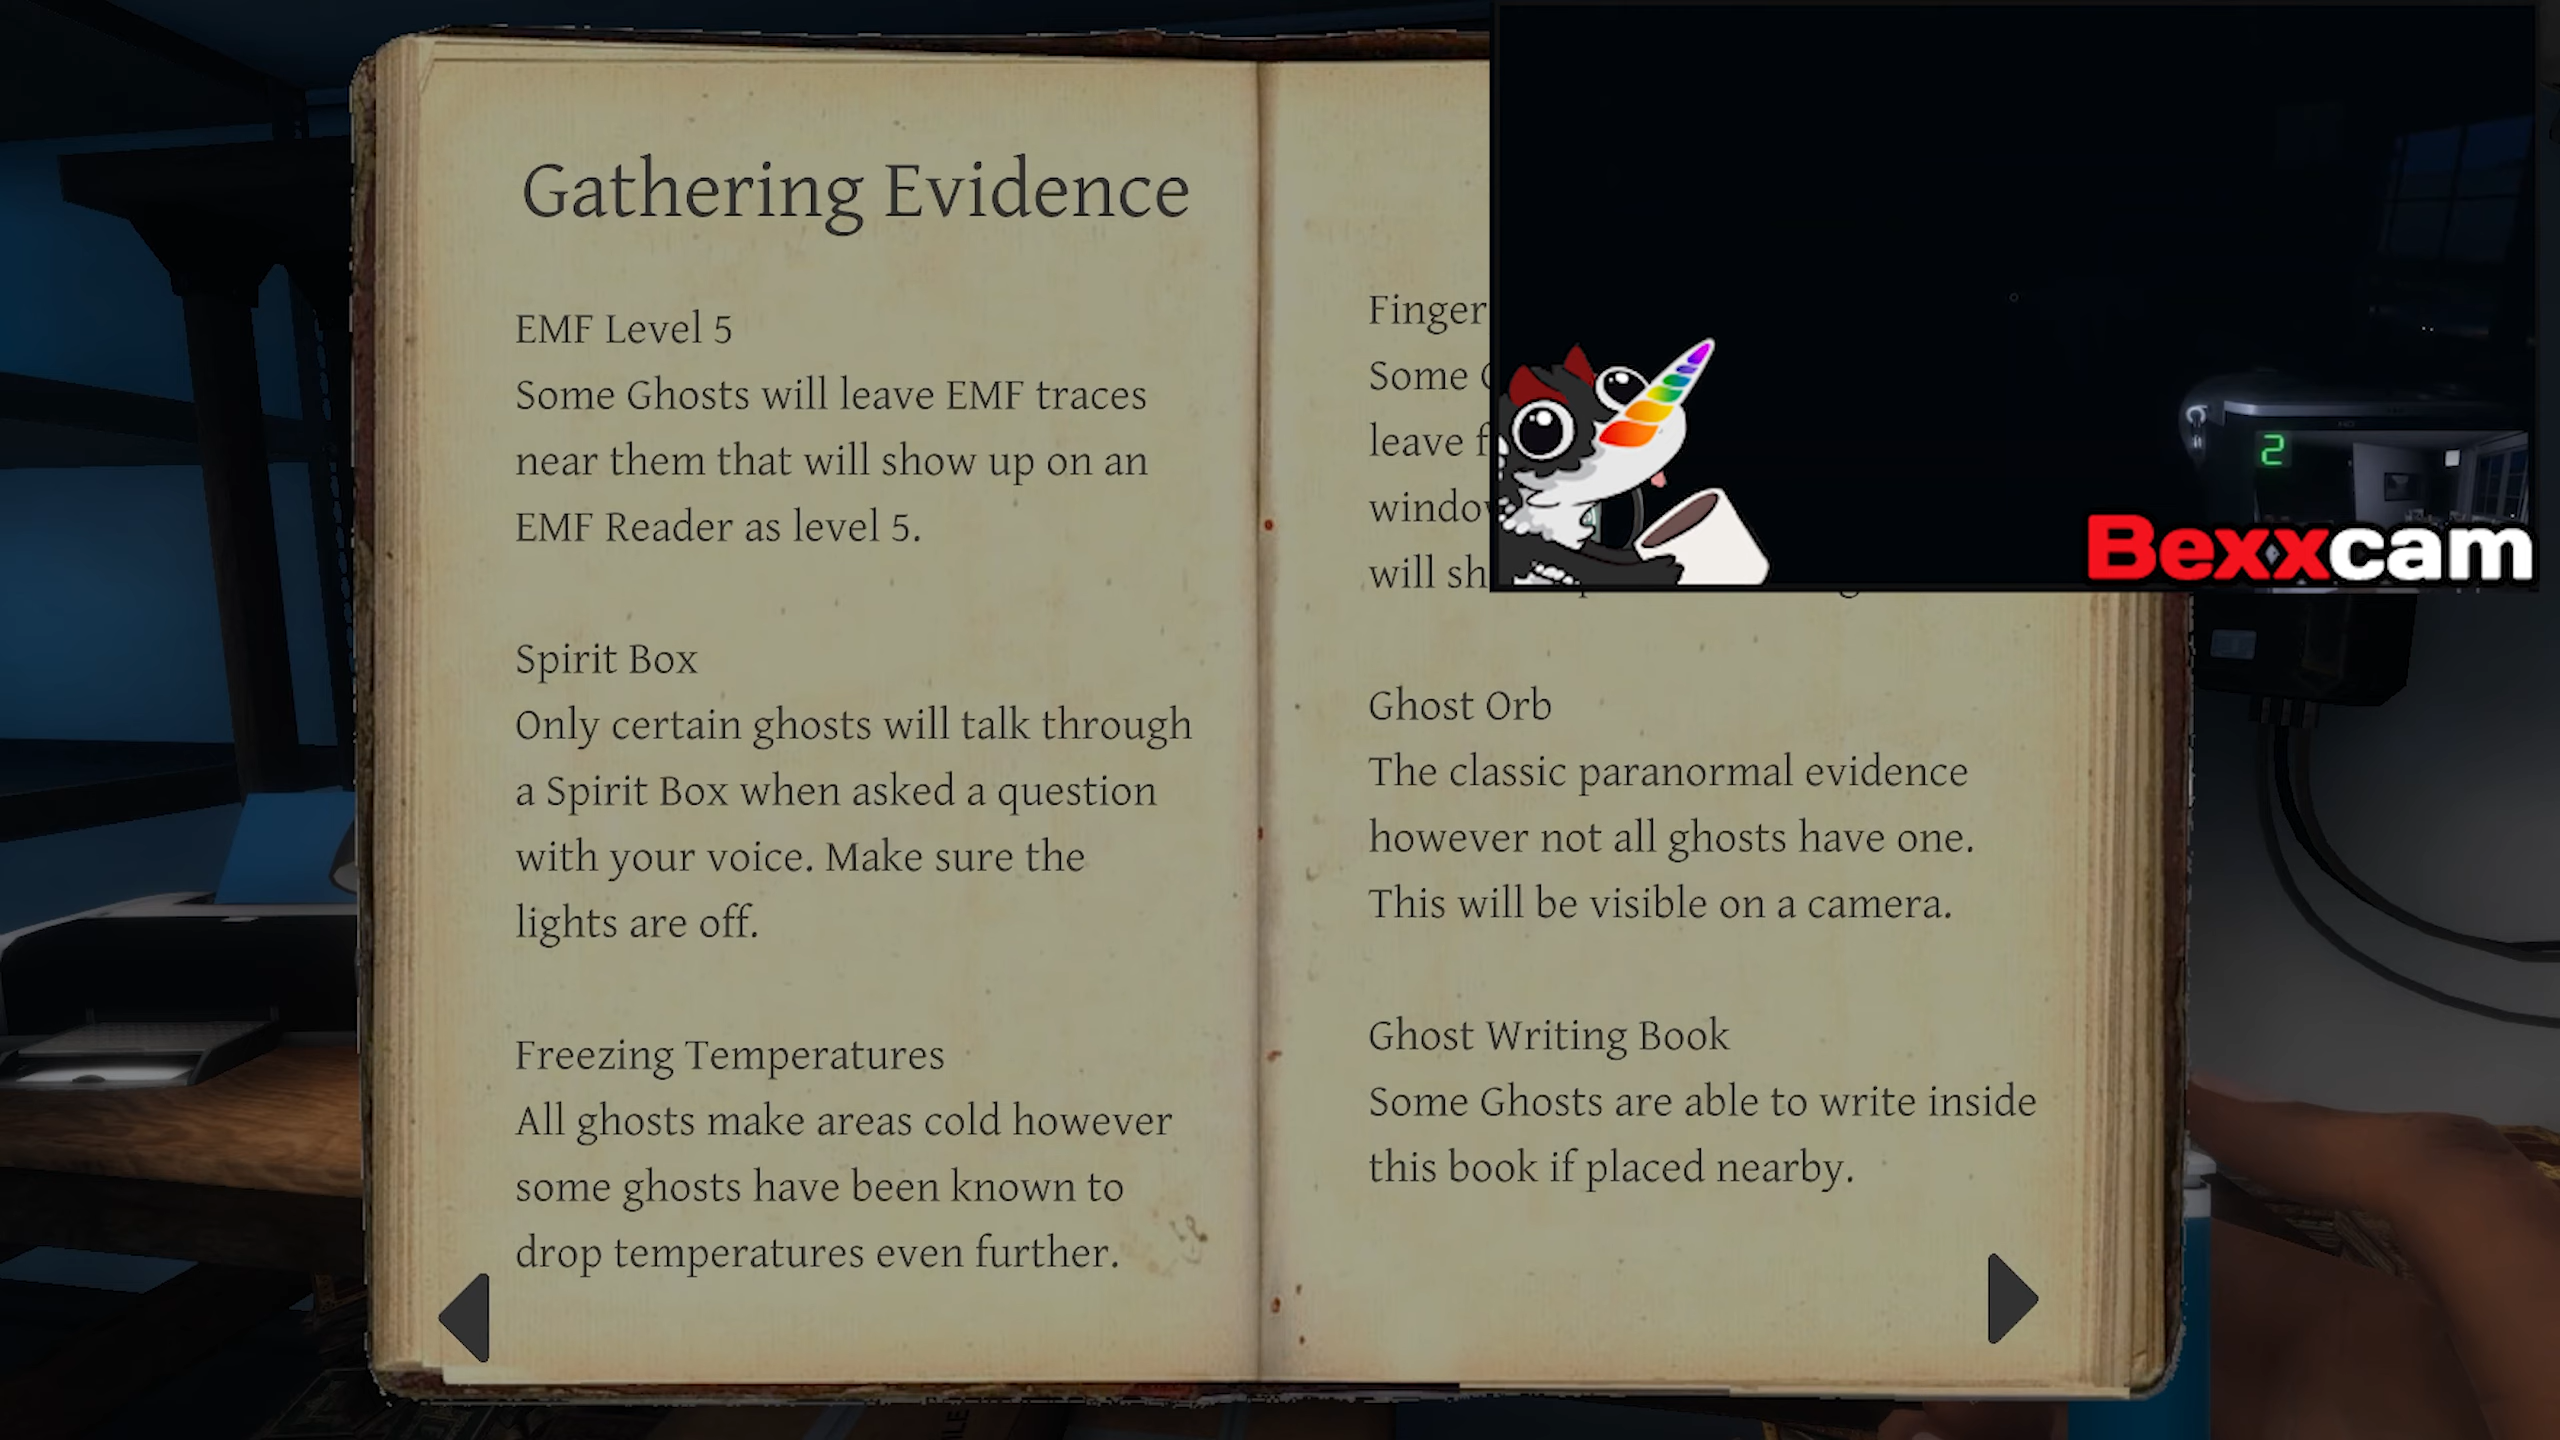 Gathering Evidence
EMF Level 5
Some Ghosts will leave EMF traces
near them that will show up on an
EMF Reader as level 5.
Spirit Box
Only certain ghosts will talk through
a Spirit Box when asked a question
with your voice. Make sure the
lights are off.
Freezing Temperatures
All ghosts make areas cold however
some ghosts have been known to
drop temperatures even further.
Finger
Some
leave
will
Ghost Orb
The classic paranormal evidence
however not all ghosts have one.
This will be visible on a camera.
Ghost Writing Book
Some Ghosts are able to write inside
this book if placed nearby.
2
Bexxcam